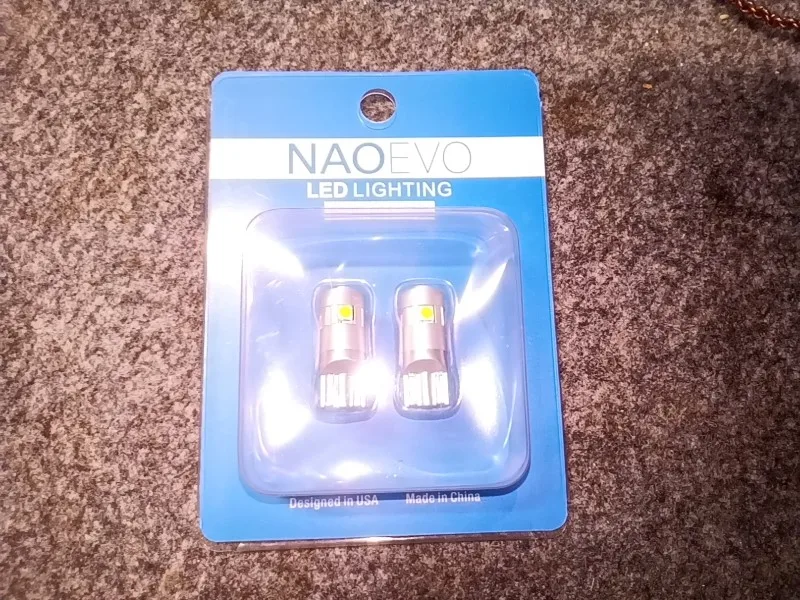 NAOEVO
LED LIGHTING
Designed in USA Made in China